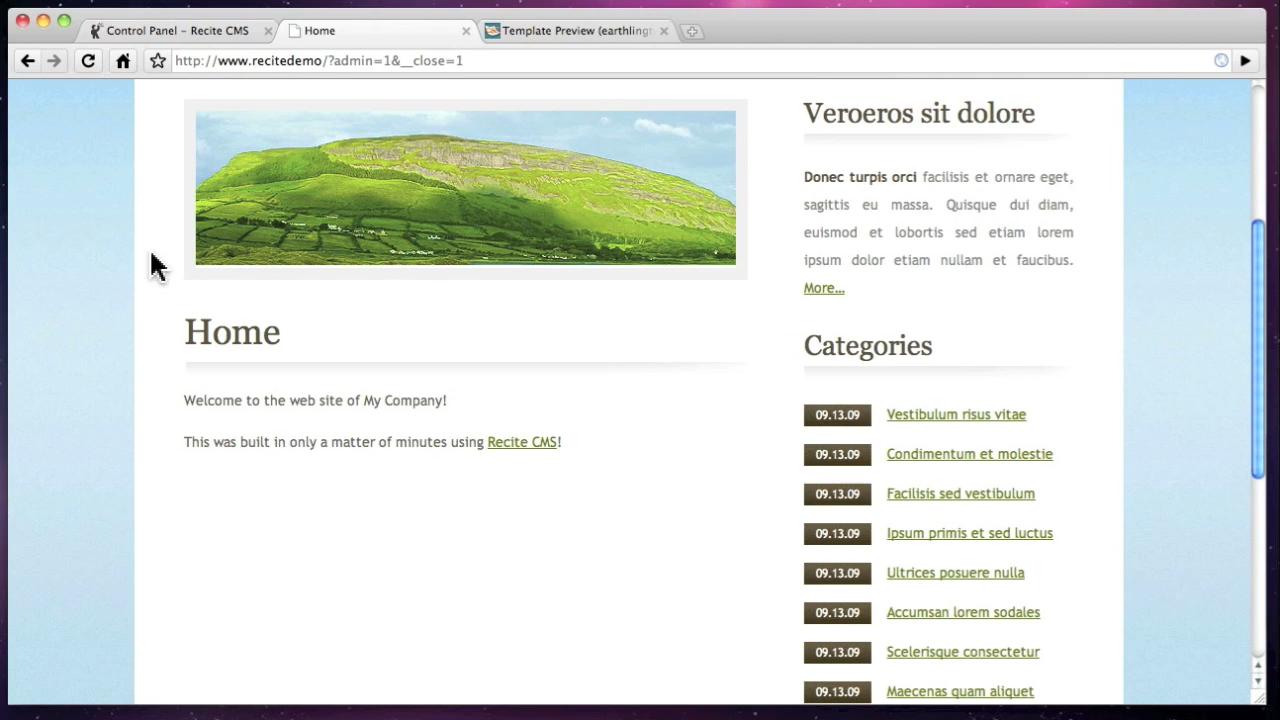 Control Panel – Recite CMS
Home
Template Preview (earthlingt
http://www.recitedemo/?admin=1&__close=1
Home
Welcome to the web site of My Company!
This was built in only a matter of minutes using Recite CMS!
Veroeros sit dolore
Donec turpis orci facilisis et ornare eget,
sagittis eu massa. Quisque dui diam,
euismod et lobortis sed etiam lorem
ipsum dolor etiam nullam et faucibus.
More...
Categories
09.13.09 Vestibulum risus vitae
09.13.09 Condimentum et molestie
09.13.09 Facilisis sed vestibulum
09.13.09 Ipsum primis et sed luctus
09.13.09 Ultrices posuere nulla
09.13.09 Accumsan lorem sodales
09.13.09 Scelerisque consectetur
09.13.09 Maecenas quam aliquet